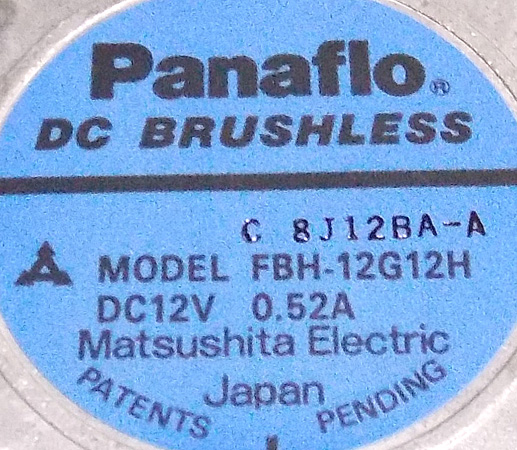 Panaflo®
DC BRUSHLESS
C 8J12BA-A
MODEL FBH-12G12H
DC12V 0.52A
Matsushita Electric
Japan
PATENTS PENDING